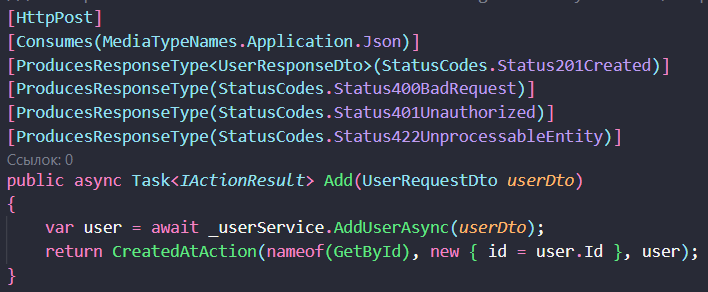 [HttpPost]
[Consumes(MediaTypeNames.Application.Json)]
[ProducesResponseType<UserResponseDto>(StatusCodes.Status201Created)]
[ProducesResponseType(StatusCodes.Status400BadRequest)]
[ProducesResponseType(StatusCodes.Status401Unauthorized)]
[ProducesResponseType(StatusCodes.Status422UnprocessableEntity)]
Ссылок: 0
public async Task<IActionResult> Add(UserRequestDto userDto)
{
    var user = await _userService.AddUserAsync(userDto);
    return CreatedAtAction(nameof(GetById), new { id = user.Id }, user);
}